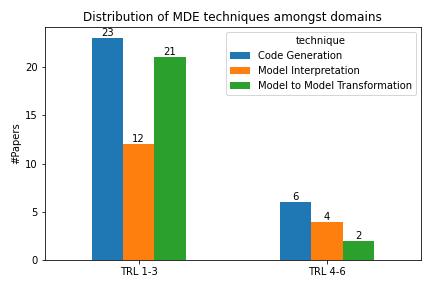 Distribution of MDE techniques amongst domains
technique
Code Generation
Model Interpretation
Model to Model Transformation
#Papers
20
15
10
5
0
23
12
21
6
4
2
TRL 1-3
TRL 4-6